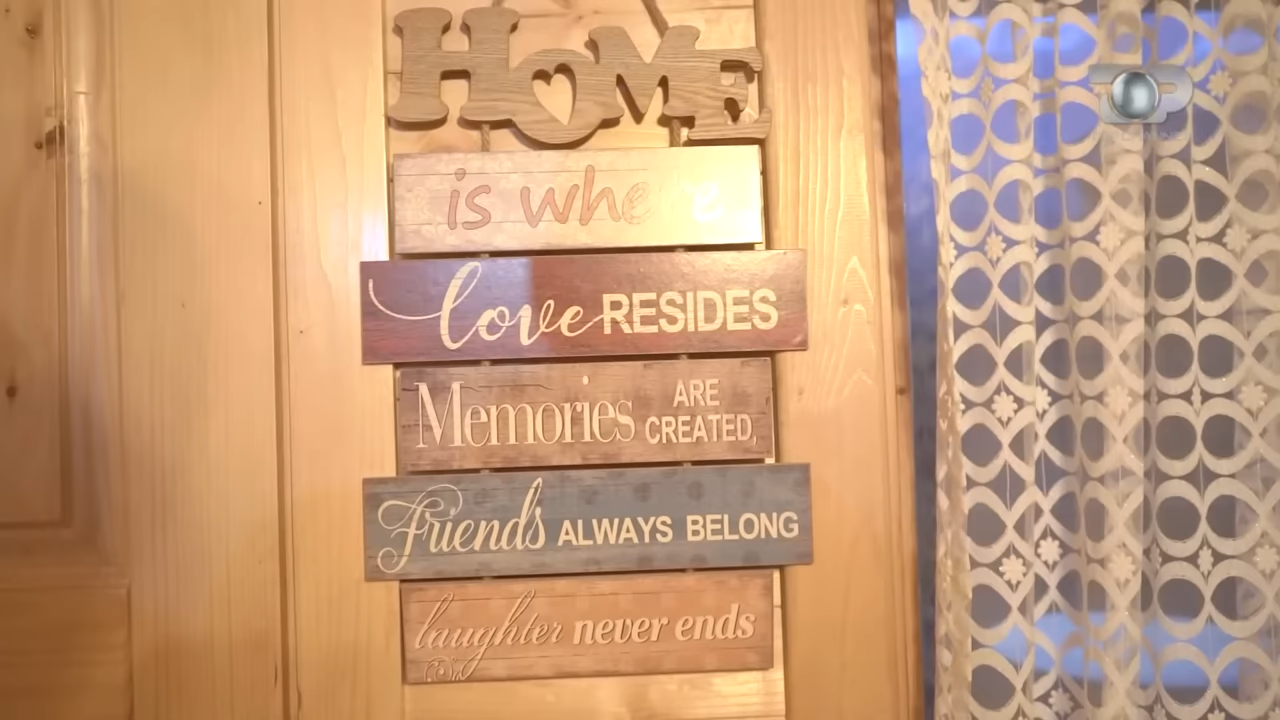 HOME
is where
love RESIDES
Memories ARE CREATED,
Friends ALWAYS BELONG
laughter never ends